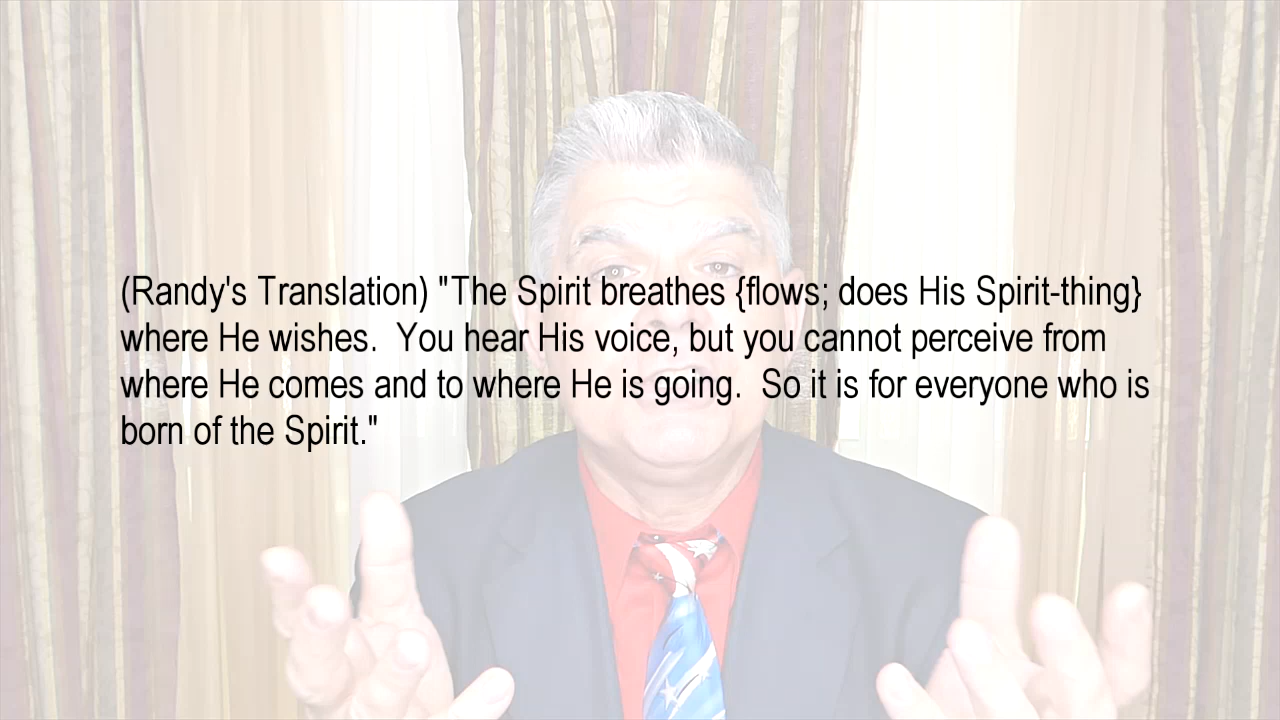 (Randy's Translation) "The Spirit breathes {flows; does His Spirit-thing}
where He wishes.  You hear His voice, but you cannot perceive from
where He comes and to where He is going.  So it is for everyone who is
born of the Spirit."